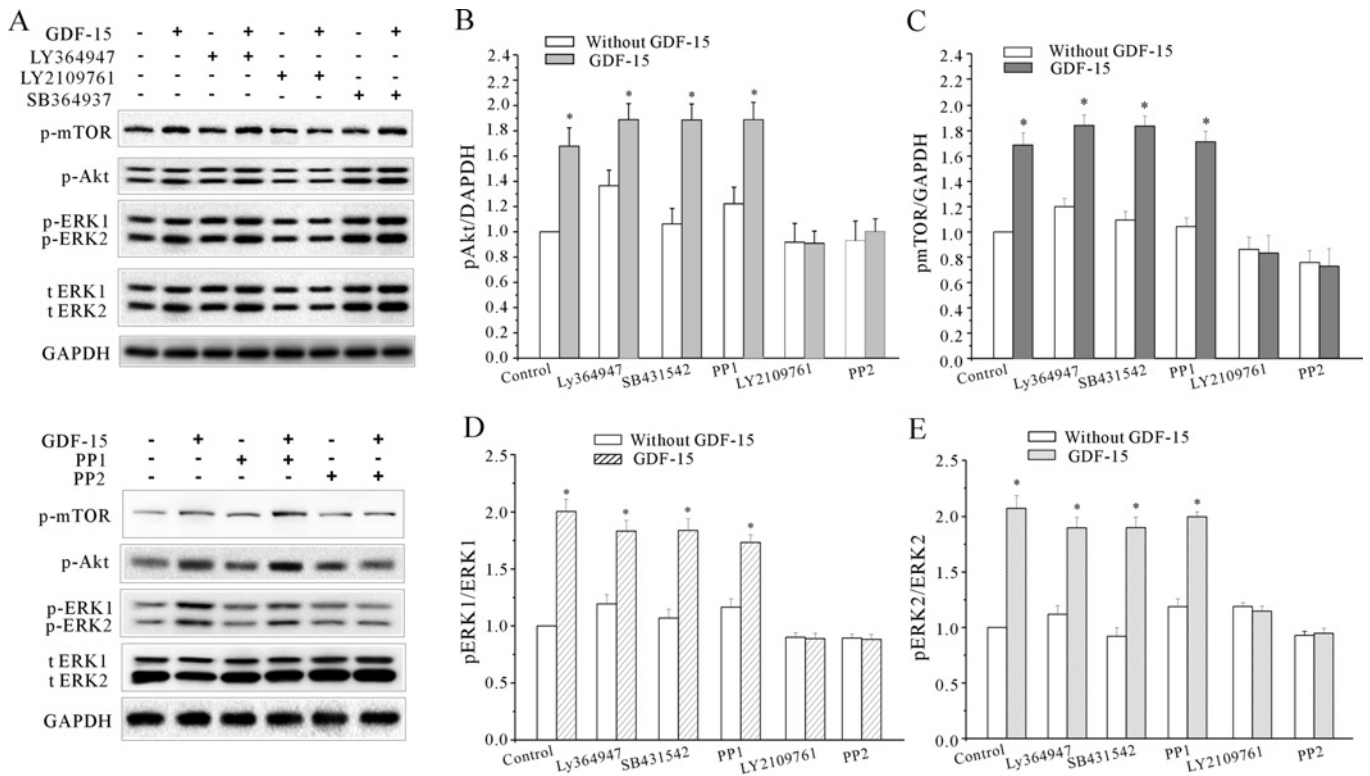 A
GDF-15 - + - + - + - +
LY364947 - - + + - - - -
LY2109761 - - - - + + - -
SB364937 - - - - - - + +
p-mTOR
p-Akt
p-ERK1
p-ERK2
t ERK1
t ERK2
GAPDH
GDF-15 - + - + - +
PP1 - - + + - -
PP2 - - - - + +
p-mTOR
p-Akt
p-ERK1
p-ERK2
t ERK1
t ERK2
GAPDH
B
Without GDF-15
GDF-15
pAkt/DAPDH
2.4
2.2
2.0
1.8
1.6
1.4
1.2
1.0
0.8
0.6
0.4
0.2
0.0
* * * *
Control Ly364947 SB431542 PP1 LY2109761 PP2
C
Without GDF-15
GDF-15
pmTOR/GAPDH
2.4
2.2
2.0
1.8
1.6
1.4
1.2
1.0
0.8
0.6
0.4
0.2
0.0
* * * *
Control Ly364947 SB431542 PP1 LY2109761 PP2
D
Without GDF-15
GDF-15
pERK1/ERK1
2.5
2.0
1.5
1.0
0.5
0.0
* * * *
Control Ly364947 SB431542 PP1 LY2109761 PP2
E
Without GDF-15
GDF-15
pERK2/ERK2
2.5
2.0
1.5
1.0
0.5
0.0
* * * *
Control Ly364947 SB431542 PP1 LY2109761 PP2